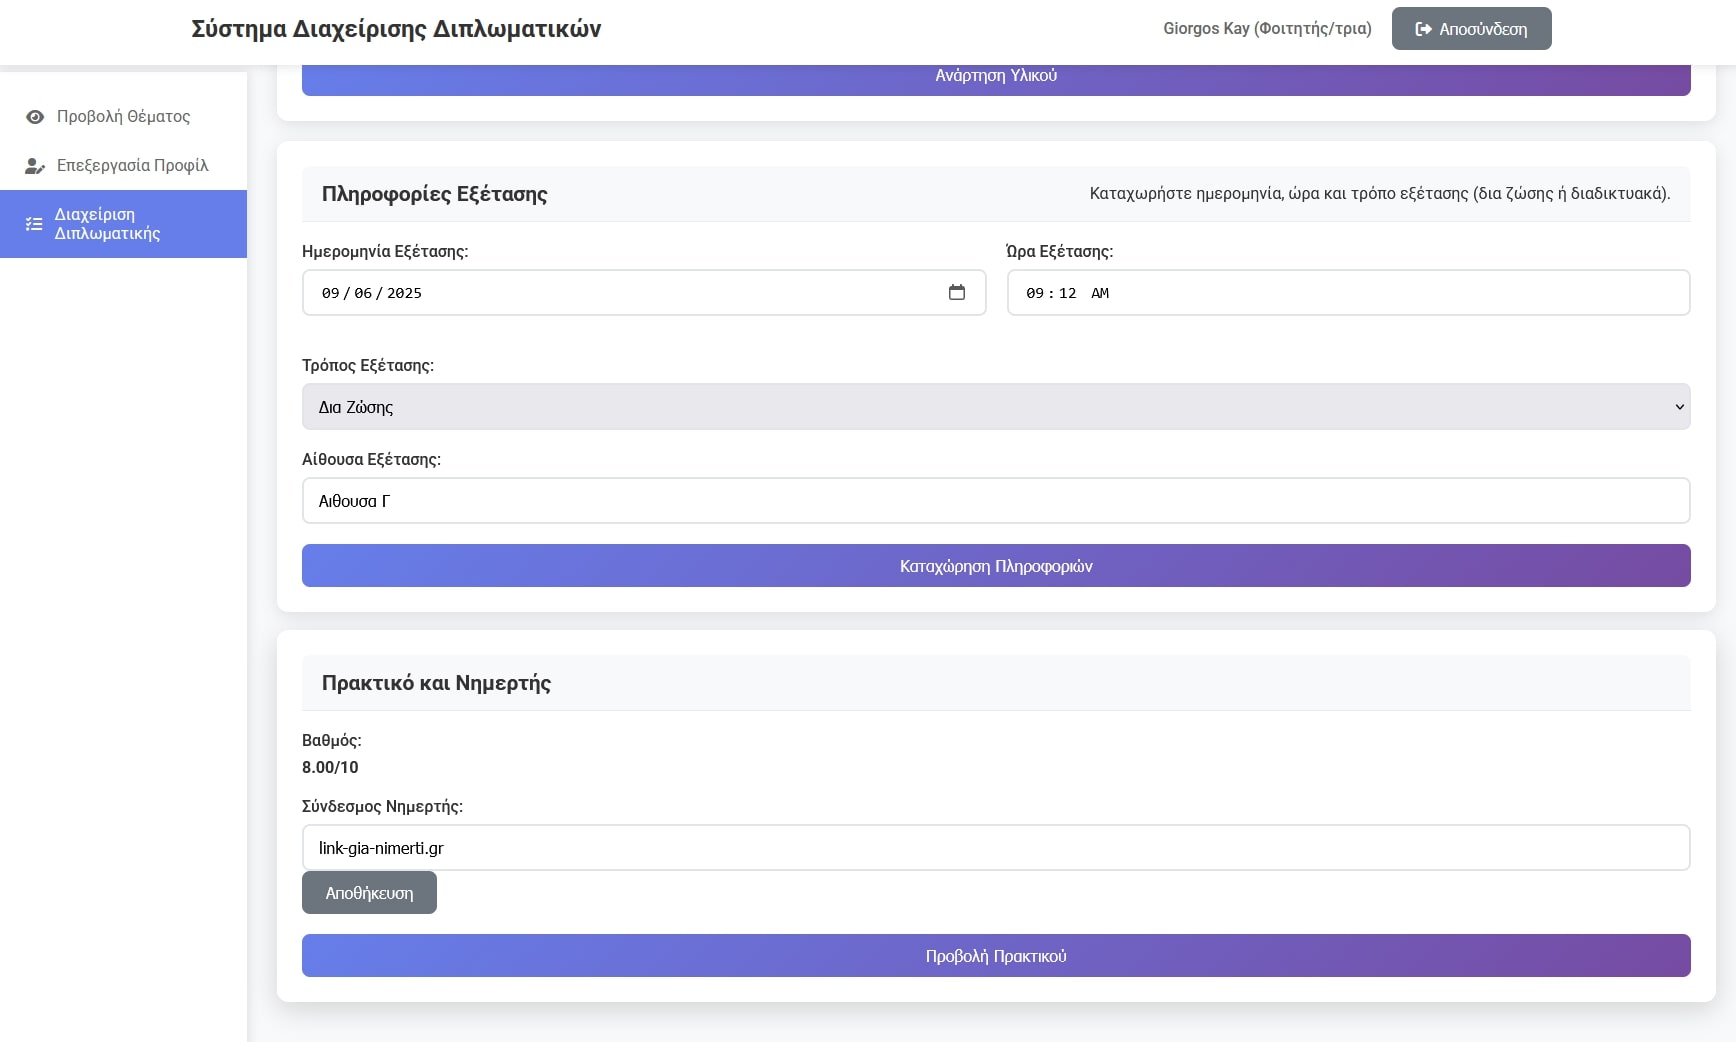 Σύστημα Διαχείρισης Διπλωματικών
Giorgos Kay (Φοιτητής/τρια)
Αποσύνδεση
Προβολή Θέματος
Επεξεργασία Προφίλ
Διαχείριση
Διπλωματικής
Ανάρτηση Υλικού
Πληροφορίες Εξέτασης
Καταχωρήστε ημερομηνία, ώρα και τρόπο εξέτασης (δια ζώσης ή διαδικτυακά).
Ημερομηνία Εξέτασης:
Ώρα Εξέτασης:
09/06/2025
09:12 AM
Τρόπος Εξέτασης:
Δια Ζώσης
Αίθουσα Εξέτασης:
Αιθουσα Γ
Καταχώρηση Πληροφοριών
Πρακτικό και Νημερτής
Βαθμός:
8.00/10
Σύνδεσμος Νημερτής:
link-gia-nimerti.gr
Αποθήκευση
Προβολή Πρακτικού